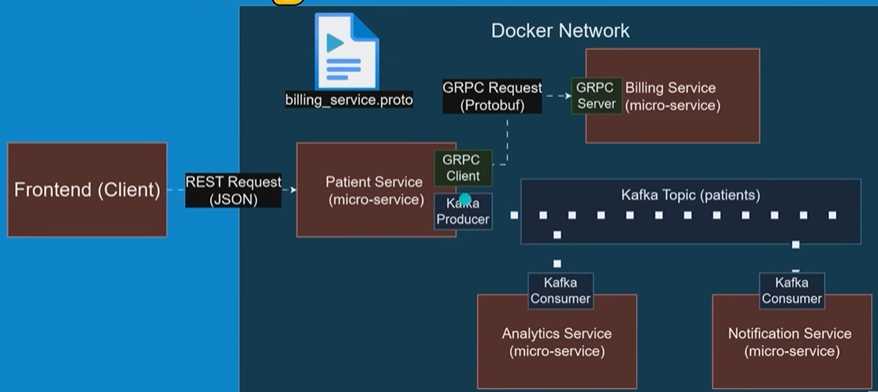 Docker Network
billing_service.proto
GRPC Request
(Protobuf)
GRPC
Server
Billing Service
(micro-service)
Frontend (Client)
REST Request
(JSON)
Patient Service
(micro-service)
GRPC
Client
Kafka
Producer
Kafka Topic (patients)
Kafka
Consumer
Analytics Service
(micro-service)
Kafka
Consumer
Notification Service
(micro-service)